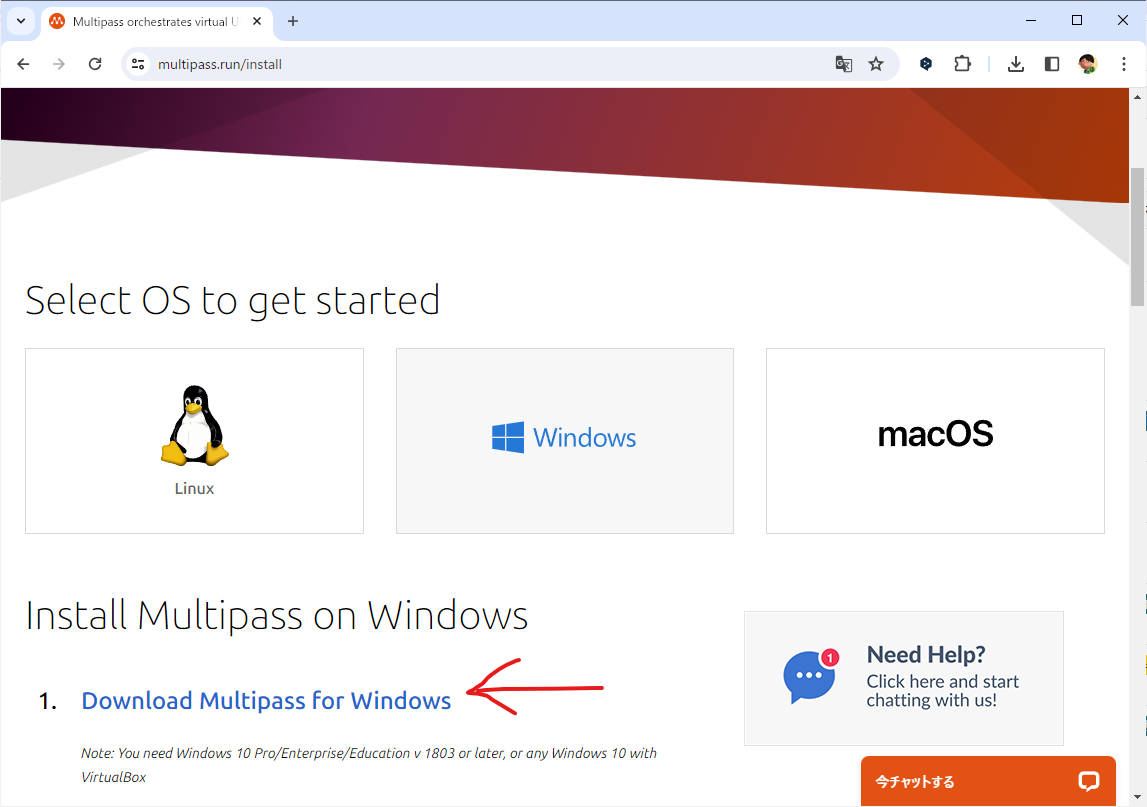 Multipass orchestrates virtual U
multipass.run/install
Select OS to get started
Linux
Windows
macOS
Install Multipass on Windows
1. Download Multipass for Windows
Note: You need Windows 10 Pro/Enterprise/Education v 1803 or later, or any Windows 10 with
VirtualBox
1
Need Help?
Click here and start
chatting with us!
今チャットする